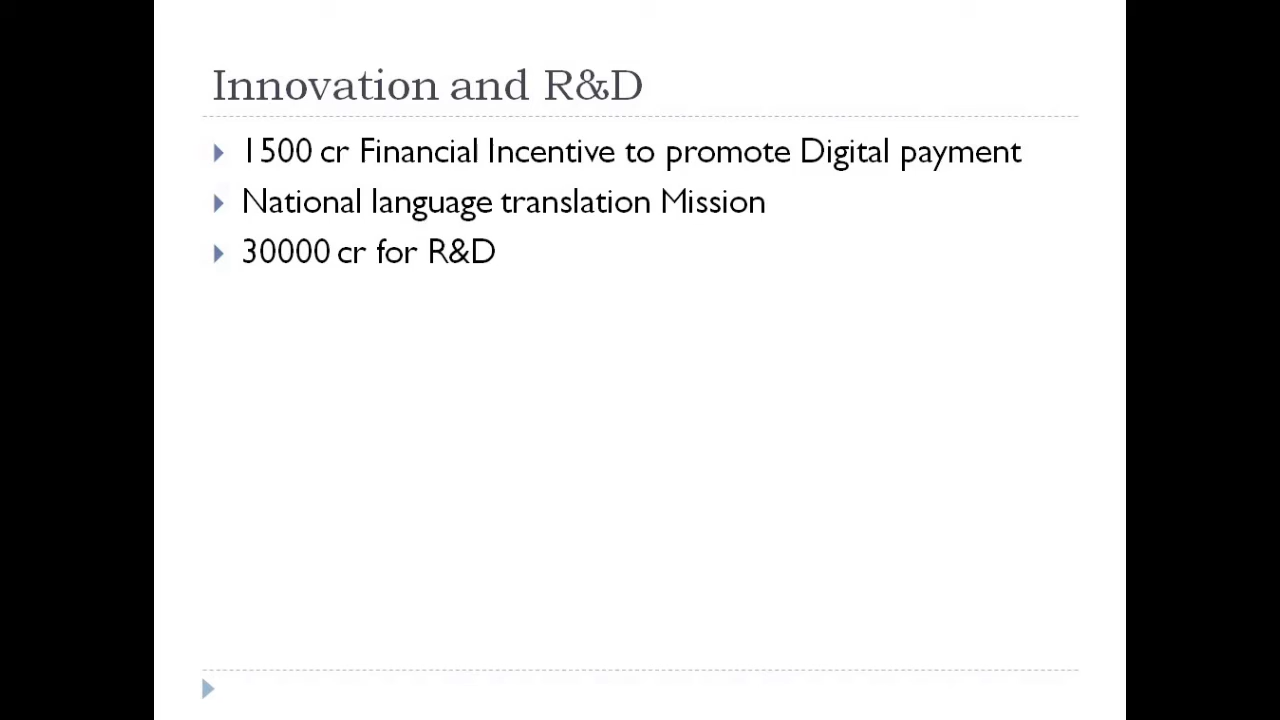 Innovation and R&D
1500 cr Financial Incentive to promote Digital payment
National language translation Mission
30000 cr for R&D